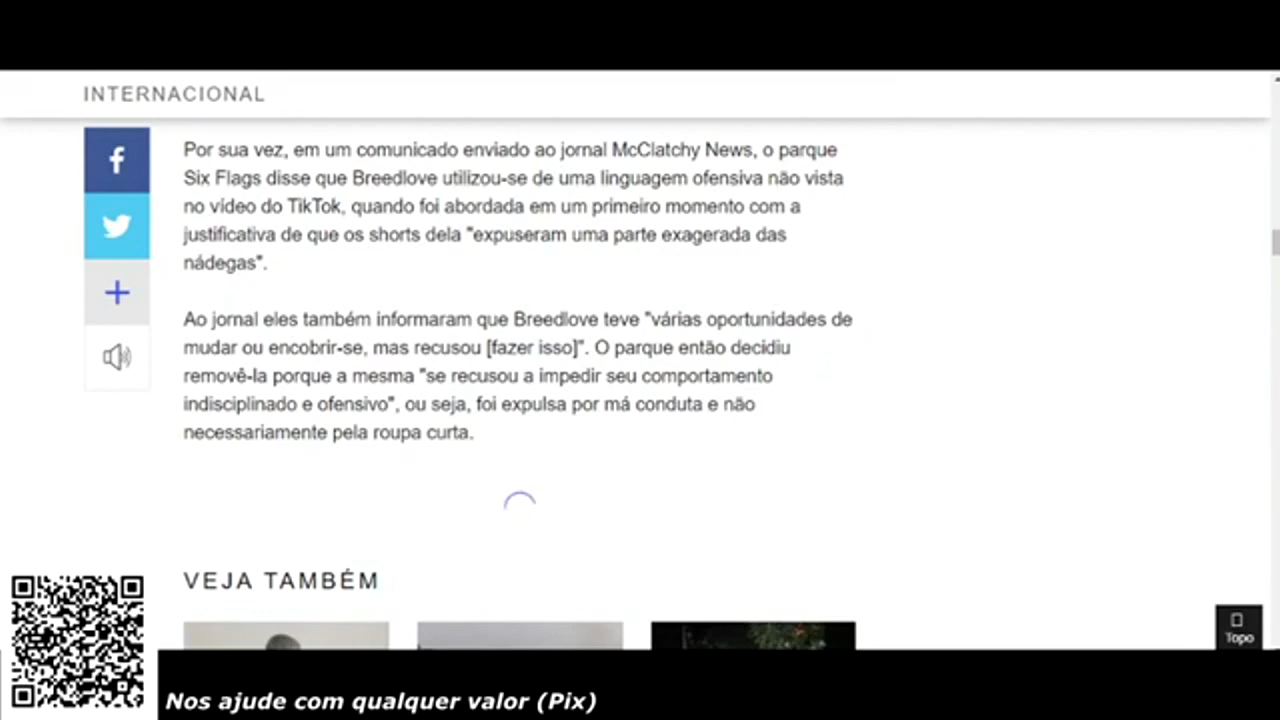 INTERNACIONAL
Por sua vez, em um comunicado enviado ao jornal McClatchy News, o parque
Six Flags disse que Breedlove utilizou-se de uma linguagem ofensiva não vista
no vídeo do TikTok, quando foi abordada em um primeiro momento com a
justificativa de que os shorts dela "expuseram uma parte exagerada das
nádegas".
Ao jornal eles também informaram que Breedlove teve "várias oportunidades de
mudar ou encobrir-se, mas recusou [fazer isso]". O parque então decidiu
removê-la porque a mesma "se recusou a impedir seu comportamento
indisciplinado e ofensivo", ou seja, foi expulsa por má conduta e não
necessariamente pela roupa curta.
VEJA TAMBÉM
Topo
Nos ajude com qualquer valor (Pix)